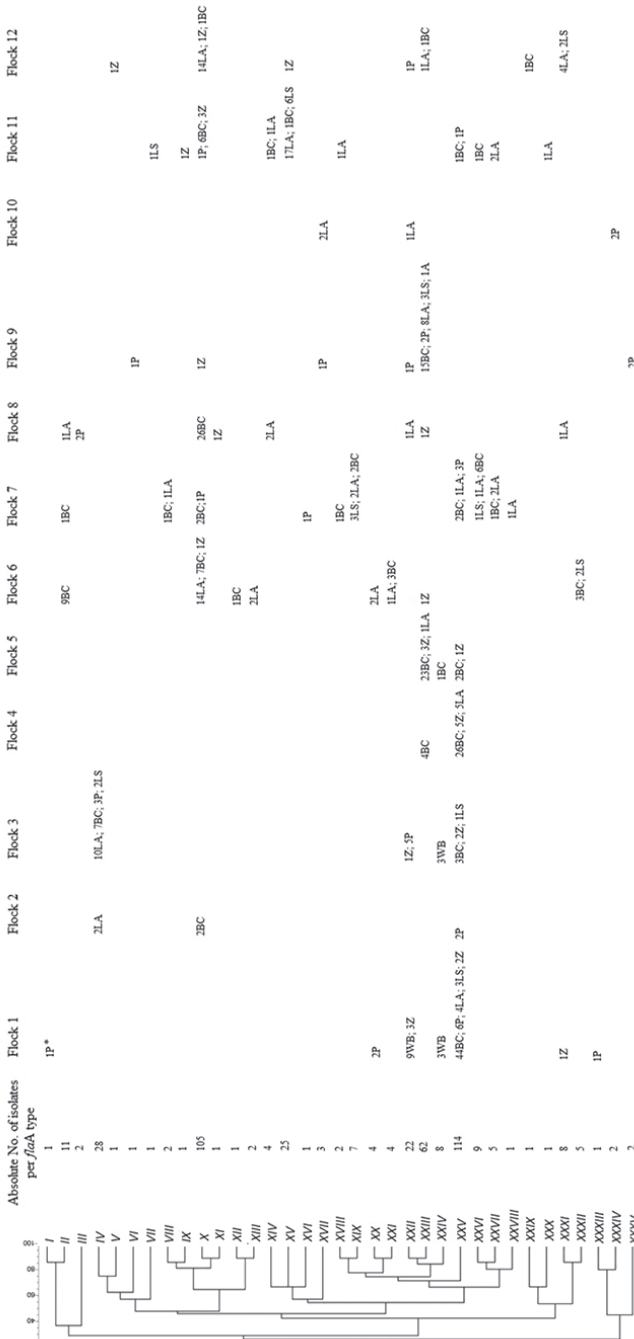 Absolute No. of isolates Flock 1 Flock 2 Flock 3 Flock 4 Flock 5 Flock 6 Flock 7 Flock 8 Flock 9 Flock 10 Flock 11 Flock 12
per flaA type
40 60 80 100
I 1 1P*
II 11 9BC 1BC 1LA
III 2 2P
IV 28 2LA 10LA; 7BC; 3P; 2LS
V 1 1Z
VI 1 1P
VII 1 1LS
VIII 2 1BC; 1LA
IX 1 1Z
X 105 2BC 14LA; 7BC; 1Z 2BC;1P 26BC 1Z 1P; 6BC; 3Z 14LA; 1Z; 1BC
XI 1 1Z
XII 1 1BC
XIII 2 2LA
XIV 4 2LA 1BC; 1LA
XV 25 17LA; 1BC; 6LS 1Z
XVI 1 1P
XVII 3 1P 2LA
XVIII 2 1BC 1LA
XIX 7 3LS; 2LA; 2BC
XX 4 2P 2LA
XXI 4 1LA; 3BC
XXII 22 9WB; 3Z 1Z; 5P 1LA 1P 1LA 1P
XXIII 62 4BC 23BC; 3Z; 1LA 1Z 1Z 15BC; 2P; 8LA; 3LS; 1A 1LA; 1BC
XXIV 8 3WB 3WB 1BC
XXV 114 44BC; 6P; 4LA; 3LS; 2Z 2P 3BC; 2Z; 1LS 26BC; 5Z; 5LA 2BC; 1Z 2BC; 1LA; 3P 1BC; 1P
XXVI 9 1LS; 1LA; 6BC 1BC
XXVII 5 1BC; 2LA 2LA
XXVIII 1 1LA
XXIX 1 1BC
XXX 1 1LA
XXXI 8 1Z 1LA 4LA; 2LS
XXXII 5 3BC; 2LS
XXXIII 1 1P
XXXIV 2 2P
XXXV 2 2P